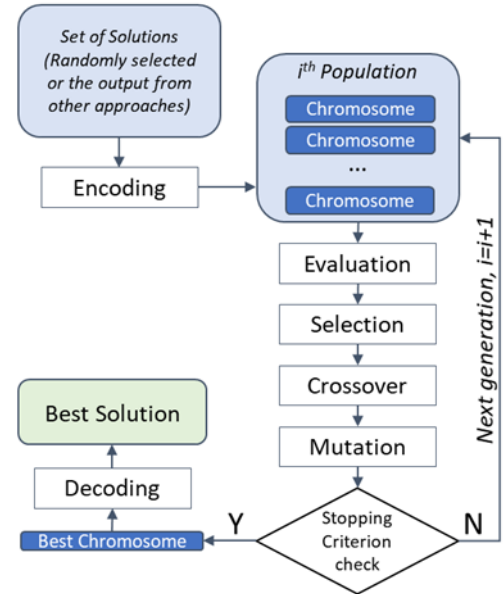 Set of Solutions
(Randomly selected
or the output from
other approaches)
Encoding
iᵗʰ Population
Chromosome
Chromosome
...
Chromosome
Evaluation
Selection
Crossover
Mutation
Stopping
Criterion
check
N
Next generation, i=i+1
Y
Best Chromosome
Decoding
Best Solution